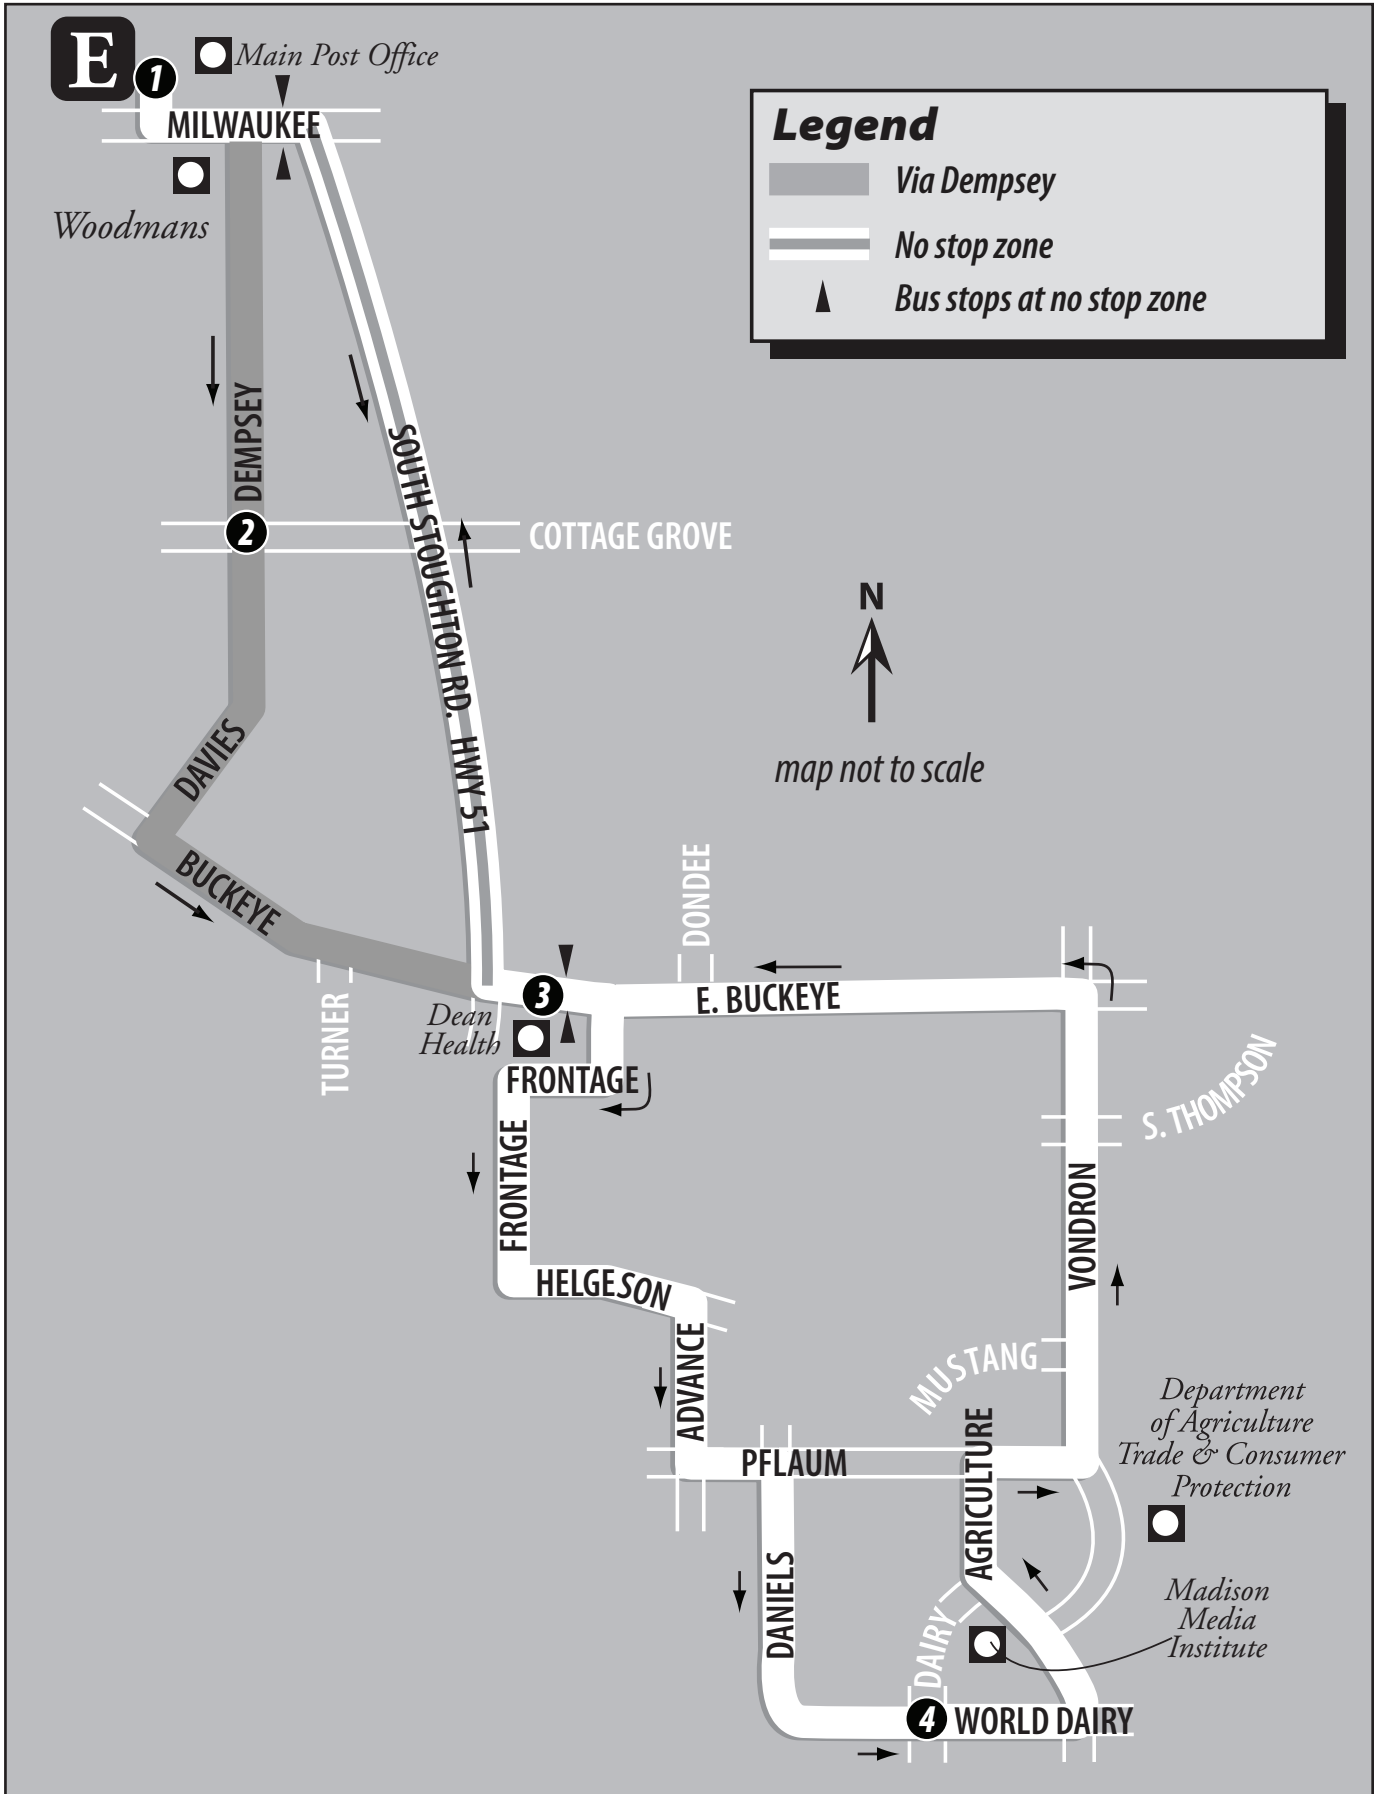 E
1
Main Post Office
MILWAUKEE
Woodmans
Legend
Via Dempsey
No stop zone
Bus stops at no stop zone
DEMPSEY
SOUTH STOUGHTON RD. HWY 51
2
COTTAGE GROVE
N
map not to scale
DAVIES
BUCKEYE
DONDEE
TURNER
3
E. BUCKEYE
Dean
Health
FRONTAGE
FRONTAGE
S. THOMPSON
VONDRON
HELGESON
ADVANCE
MUSTANG
Department
of Agriculture
Trade & Consumer
Protection
PFLAUM
AGRICULTURE
DANIELS
DAIRY
Madison
Media
Institute
4
WORLD DAIRY